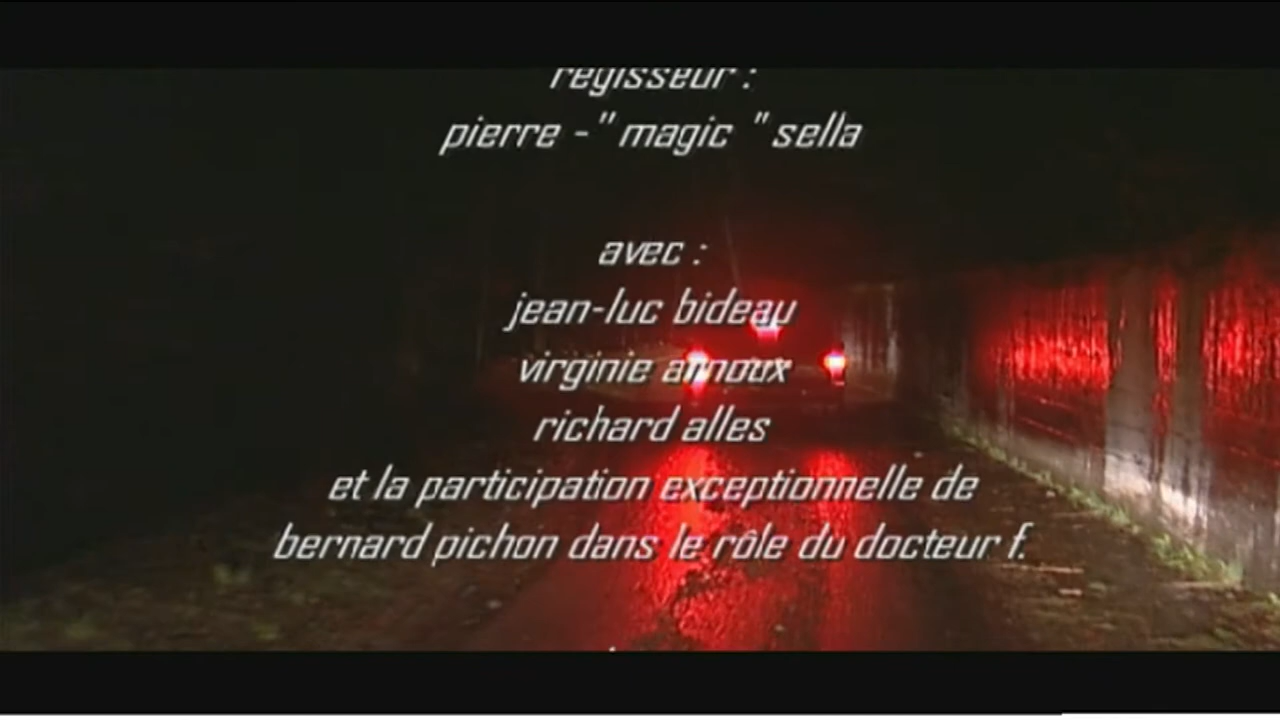 régisseur :
pierre -" magic " sella
avec :
jean-luc bideau
virginie arnoux
richard alles
et la participation exceptionnelle de
bernard pichon dans le rôle du docteur f.